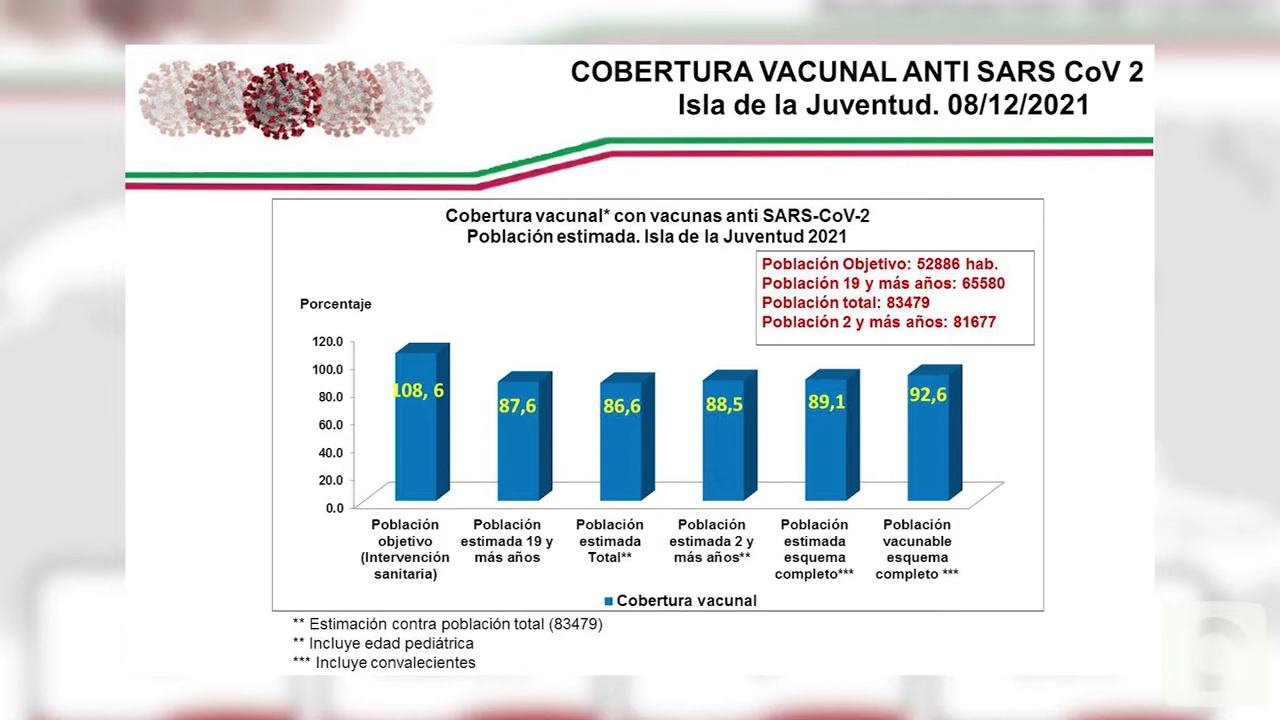 COBERTURA VACUNAL ANTI SARS CoV 2
Isla de la Juventud. 08/12/2021
Cobertura vacunal* con vacunas anti SARS-CoV-2
Población estimada. Isla de la Juventud 2021
Población Objetivo: 52886 hab.
Población 19 y más años: 65580
Población total: 83479
Población 2 y más años: 81677
Porcentaje
120.0
100.0
80.0
60.0
40.0
20.0
0.0
108, 6
87,6
86,6
88,5
89,1
92,6
Población
objetivo
(Intervención
sanitaria)
Población
estimada 19 y
más años
Población
estimada
Total**
Población
estimada 2 y
más años**
Población
estimada
esquema
completo***
Población
vacunable
esquema
completo ***
Cobertura vacunal
** Estimación contra población total (83479)
** Incluye edad pediátrica
*** Incluye convalecientes